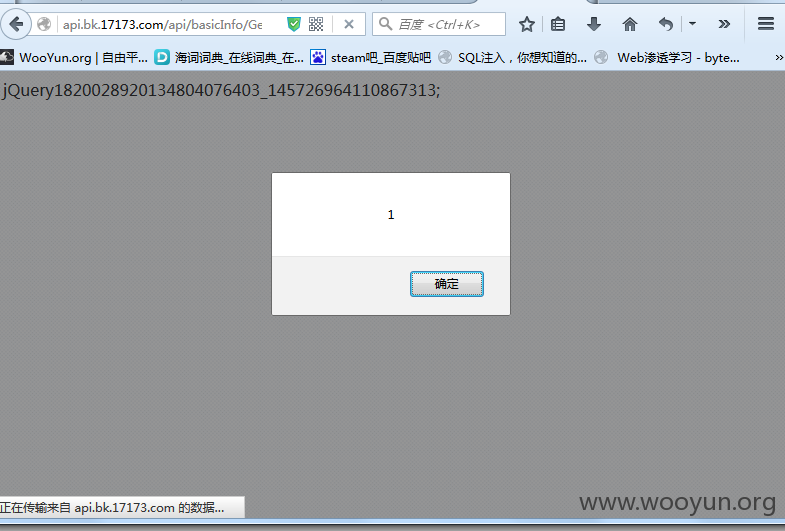 api.bk.17173.com/api/basicInfo/Ge
百度 <Ctrl+K>
WooYun.org | 自由平... 海词词典_在线词典_在... steam吧_百度贴吧 SQL注入，你想知道的... Web渗透学习 - byte...
jQuery1820028920134804076403_145726964110867313;
1
确定
正在传输来自 api.bk.17173.com 的数据...
www.wooyun.org